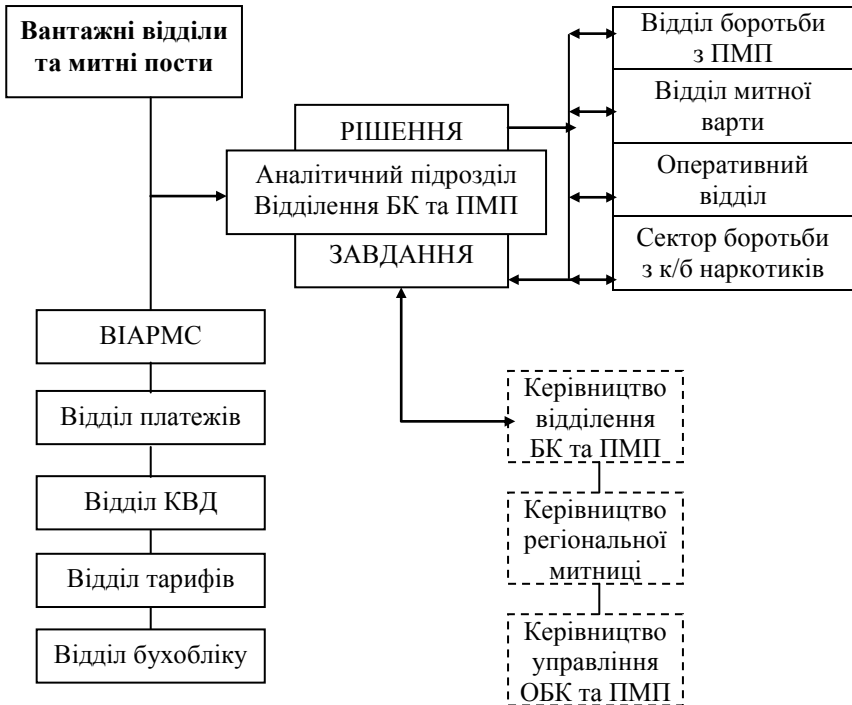 Вантажні відділи
та митні пости
РІШЕННЯ
Аналітичний підрозділ
Відділення БК та ПМП
ЗАВДАННЯ
Відділ боротьби
з ПМП
Відділ митної
варти
Оперативний
відділ
Сектор боротьби
з к/б наркотиків
ВІАРМС
Відділ платежів
Відділ КВД
Відділ тарифів
Відділ бухобліку
Керівництво
відділення
БК та ПМП
Керівництво
регіональної
митниці
Керівництво
управління
ОБК та ПМП